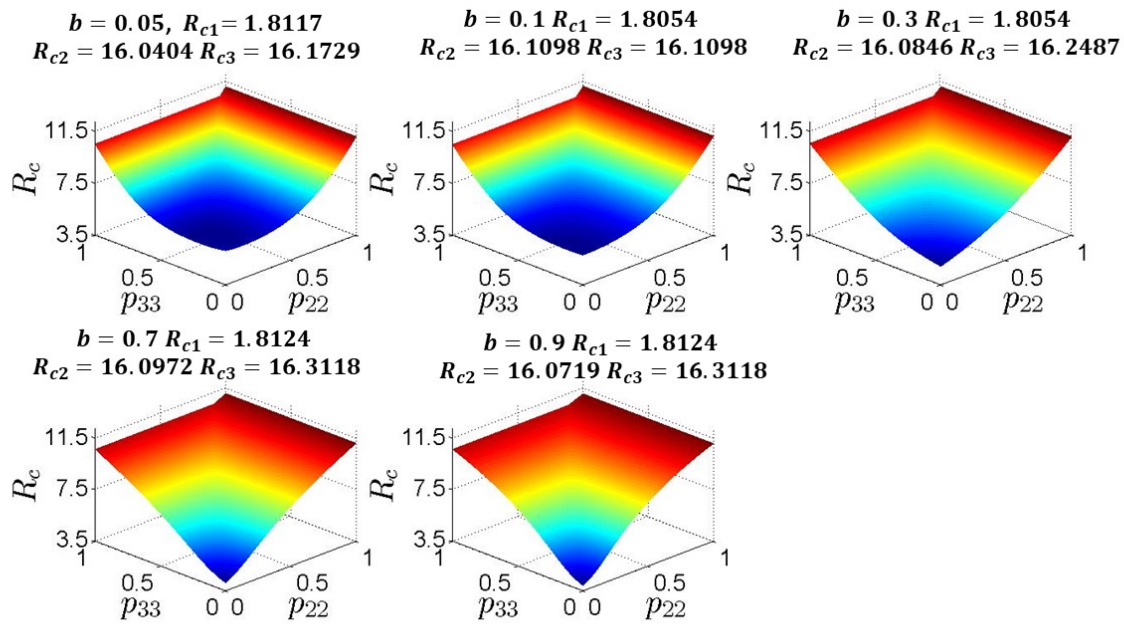 b = 0.05, R_c1 = 1.8117
R_c2 = 16.0404 R_c3 = 16.1729
11.5
7.5
3.5
R_c
1
0.5
0
p_33
0
0.5
1
p_22
b = 0.1 R_c1 = 1.8054
R_c2 = 16.1098 R_c3 = 16.1098
11.5
7.5
3.5
R_c
1
0.5
0
p_33
0
0.5
1
p_22
b = 0.3 R_c1 = 1.8054
R_c2 = 16.0846 R_c3 = 16.2487
11.5
7.5
3.5
R_c
1
0.5
0
p_33
0
0.5
1
p_22
b = 0.7 R_c1 = 1.8124
R_c2 = 16.0972 R_c3 = 16.3118
11.5
7.5
3.5
R_c
1
0.5
0
p_33
0
0.5
1
p_22
b = 0.9 R_c1 = 1.8124
R_c2 = 16.0719 R_c3 = 16.3118
11.5
7.5
3.5
R_c
1
0.5
0
p_33
0
0.5
1
p_22